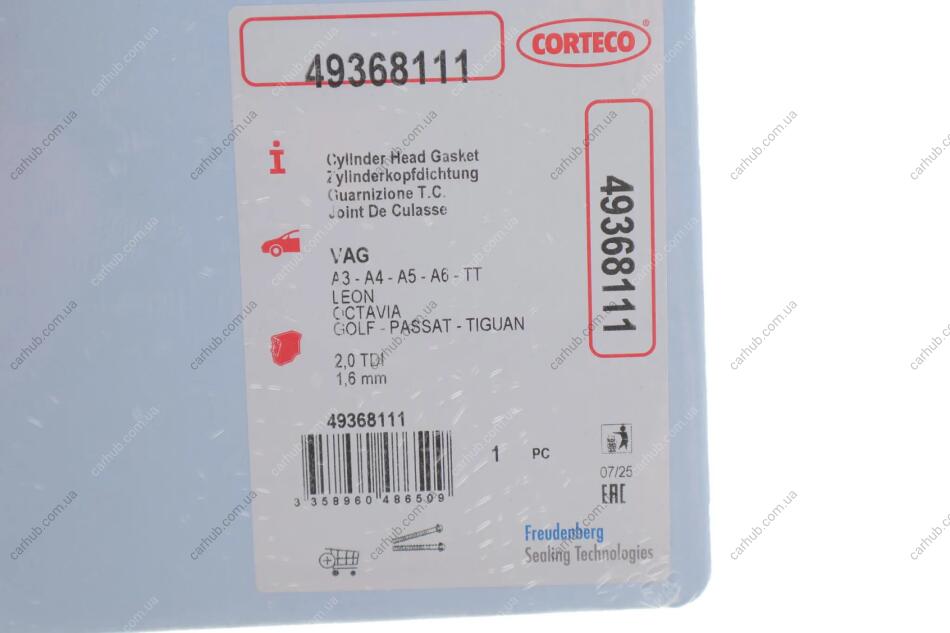 49368111
CORTECO®
49368111
Cylinder Head Gasket
Zylinderkopfdichtung
Guarnizione T.C.
Joint De Culasse
VAG
A3 - A4 - A5 - A6 - TT
LEON
OCTAVIA
GOLF - PASSAT - TIGUAN
2,0 TDI
1,6 mm
49368111
3 358960 486509
1 PC
07/25
EAC
Freudenberg
Sealing Technologies
carhub.com.ua